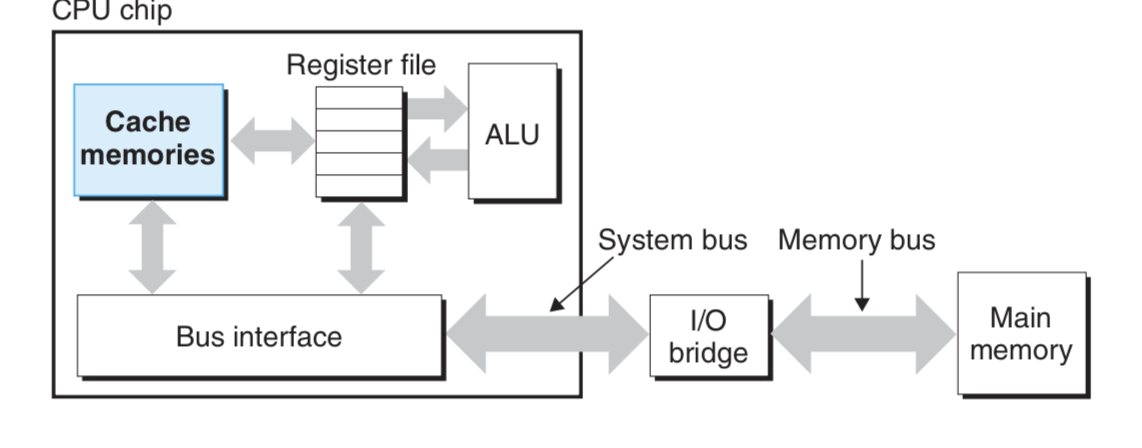 CPU chip
Register file
Cache
memories
ALU
System bus
Memory bus
Bus interface
I/O
bridge
Main
memory